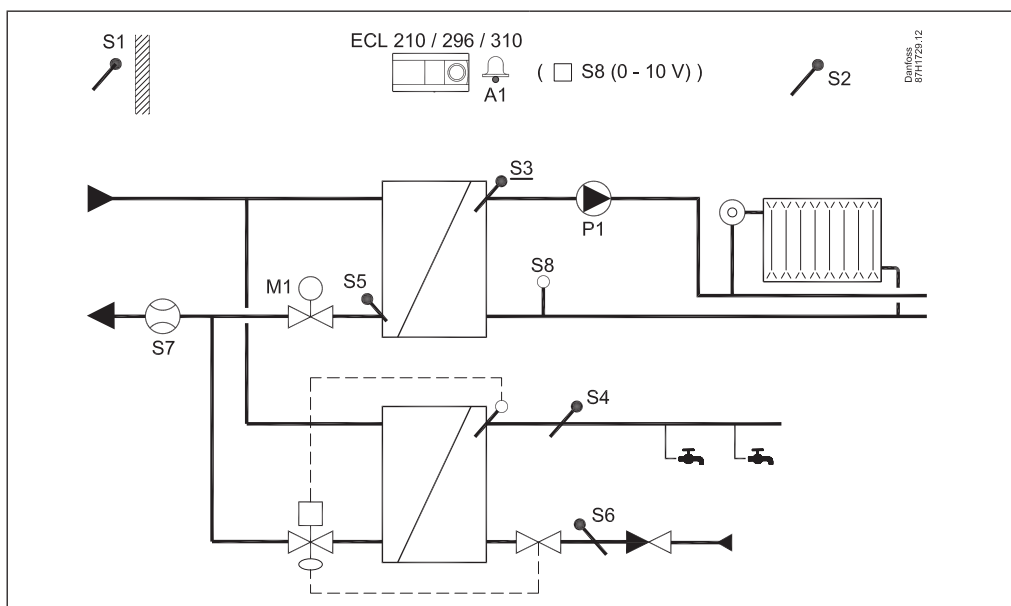 S1
ECL 210 / 296 / 310
A1
( S8 (0 - 10 V) )
S2
Danfoss
87H1729.12
S3
P1
S8
M1
S5
S7
S4
S6